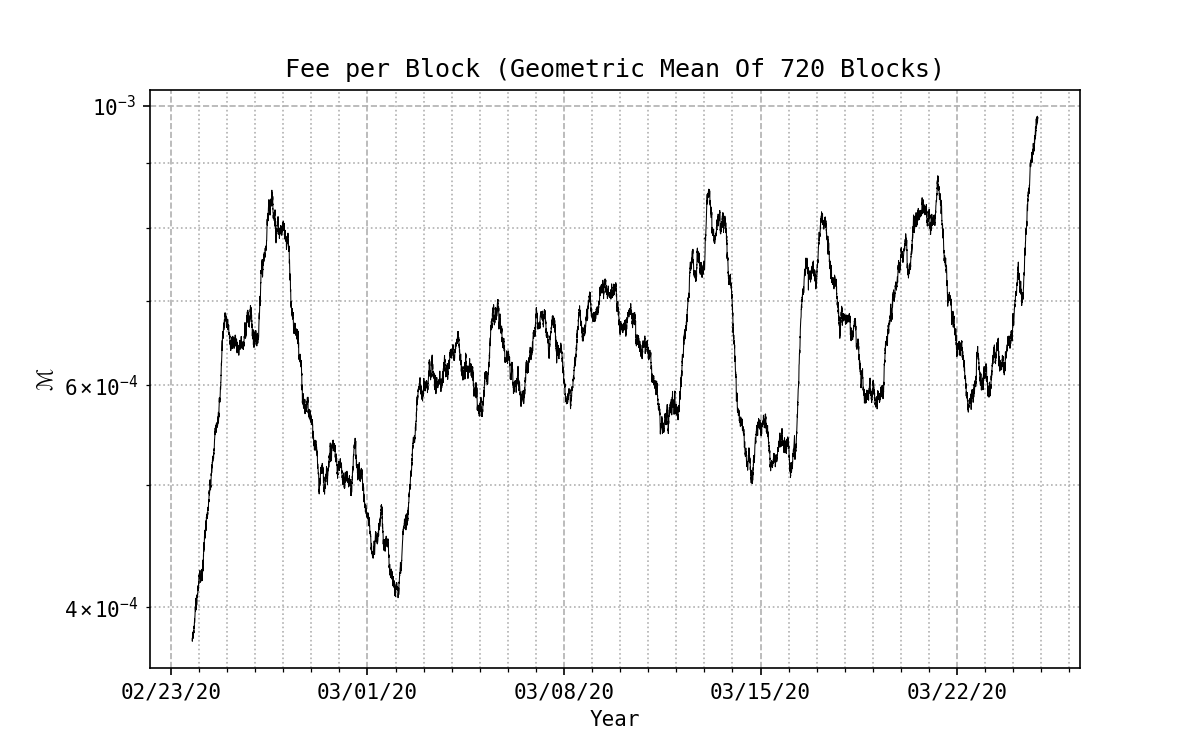 Fee per Block (Geometric Mean Of 720 Blocks)
10⁻³
6×10⁻⁴
4×10⁻⁴
ℳ
02/23/20 03/01/20 03/08/20 03/15/20 03/22/20
Year